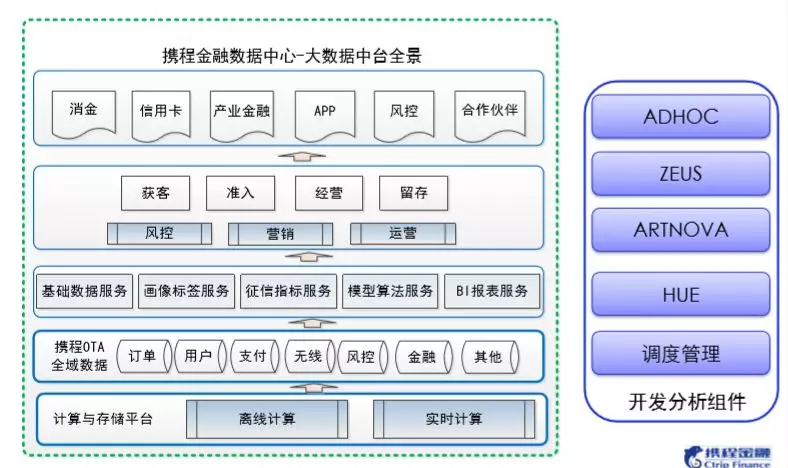 携程金融数据中心-大数据中台全景
消金 信用卡 产业金融 APP 风控 合作伙伴
获客 准入 经营 留存
风控 营销 运营
基础数据服务 画像标签服务 征信指标服务 模型算法服务 BI报表服务
携程OTA
全域数据
订单 用户 支付 无线 风控 金融 其他
计算与存储平台 离线计算 实时计算
ADHOC
ZEUS
ARTNOVA
HUE
调度管理
开发分析组件
携程金融
Ctrip Finance